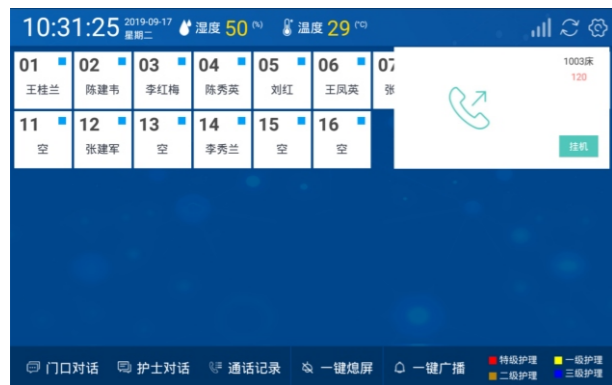 10:31:25 2019-09-17 星期二 湿度 50 (%) 温度 29 (℃)
01 02 03 04 05 06 07
王桂兰 陈建韦 李红梅 陈秀英 刘红 王凤英 张
1003床
120
挂机
11 12 13 14 15 16
空 张建军 空 李秀兰 空 空
门口对话 护士对话 通话记录 一键熄屏 一键广播
特级护理 一级护理
二级护理 三级护理